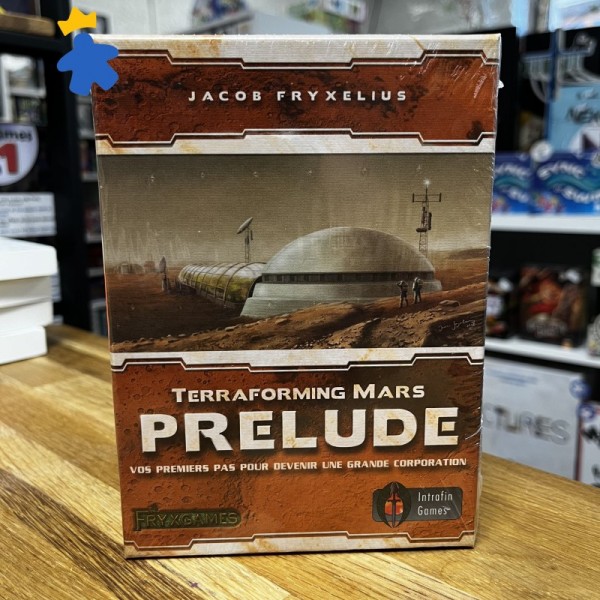 JACOB FRYXELIUS
TERRAFORMING MARS
PRELUDE
VOS PREMIERS PAS POUR DEVENIR UNE GRANDE CORPORATION
FRYXGAMES
Intrafin
Games